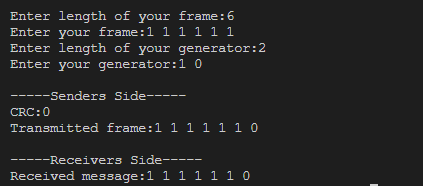 Enter length of your frame:6
Enter your frame:1 1 1 1 1 1
Enter length of your generator:2
Enter your generator:1 0
-----Senders Side-----
CRC:0
Transmitted frame:1 1 1 1 1 1 0
-----Receivers Side-----
Received message:1 1 1 1 1 1 0